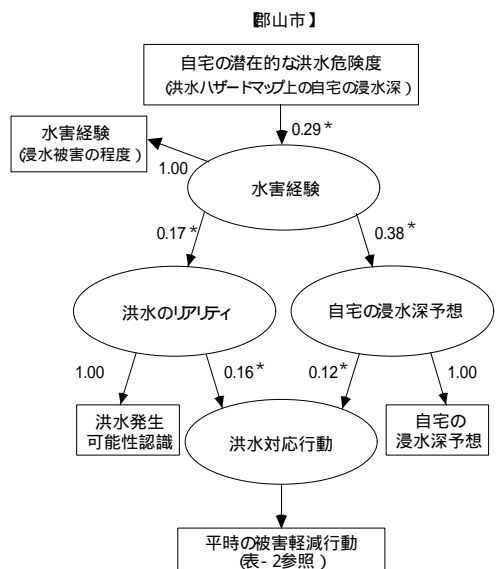 【郡山市】
自宅の潜在的な洪水危険度
(洪水ハザードマップ上の自宅の浸水深)
0.29*
水害経験
(浸水被害の程度)
1.00
水害経験
0.17*
0.38*
洪水のリアリティ
自宅の浸水深予想
1.00
0.16*
0.12*
1.00
洪水発生
可能性認識
洪水対応行動
自宅の
浸水深予想
平時の被害軽減行動
(表-2参照)